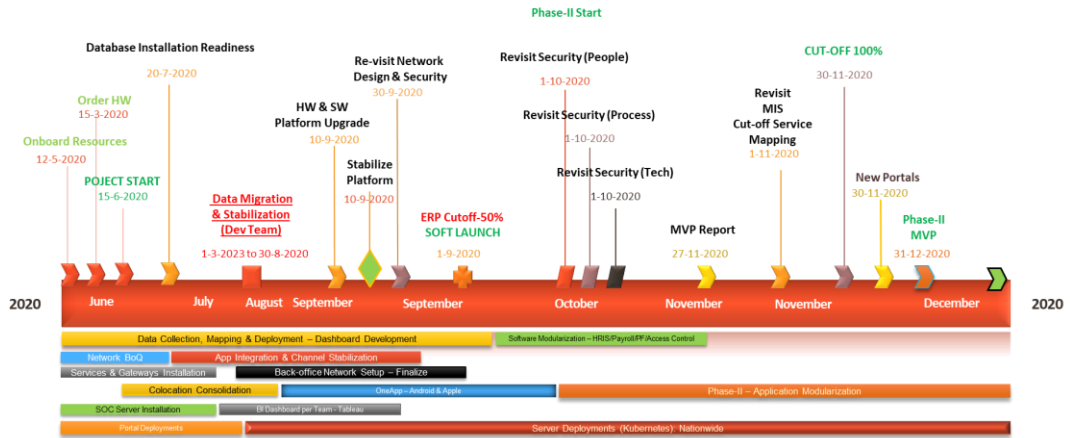 Phase-II Start
Database Installation Readiness
20-7-2020
Order HW
15-3-2020
Onboard Resources
12-5-2020
POJECT START
15-6-2020
Data Migration
& Stabilization
(Dev Team)
1-3-2023 to 30-8-2020
HW & SW
Platform Upgrade
10-9-2020
Re-visit Network
Design & Security
30-9-2020
Stabilize
Platform
10-9-2020
ERP Cutoff-50%
SOFT LAUNCH
1-9-2020
Revisit Security (People)
1-10-2020
Revisit Security (Process)
1-10-2020
Revisit Security (Tech)
1-10-2020
MVP Report
27-11-2020
Revisit
MIS
Cut-off Service
Mapping
1-11-2020
CUT-OFF 100%
30-11-2020
New Portals
30-11-2020
Phase-II
MVP
31-12-2020
2020
June
July
August
September
September
October
November
November
December
2020
Data Collection, Mapping & Deployment – Dashboard Development
Software Modularization – HRIS/Payroll/PF/Access Control
Network BoQ
App Integration & Channel Stabilization
Services & Gateways Installation
Back-office Network Setup – Finalize
Colocation Consolidation
OneApp – Android & Apple
Phase-II – Application Modularization
SOC Server Installation
BI Dashboard per Team - Tableau
Portal Deployments
Server Deployments (Kubernetes): Nationwide